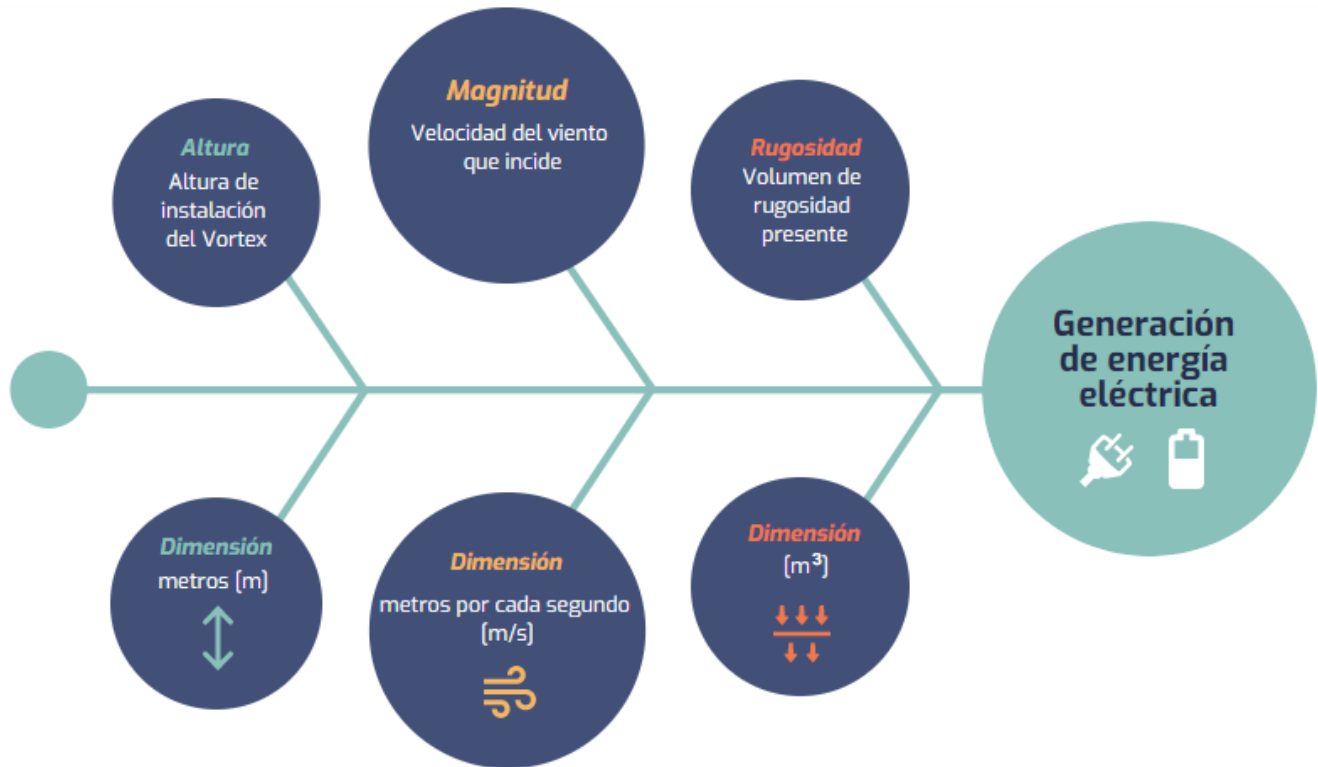 Altura
Altura de
instalación
del Vortex
Magnitud
Velocidad del viento
que incide
Rugosidad
Volumen de
rugosidad
presente
Generación
de energía
eléctrica
Dimensión
metros [m]
Dimensión
metros por cada segundo
[m/s]
Dimensión
[m³]